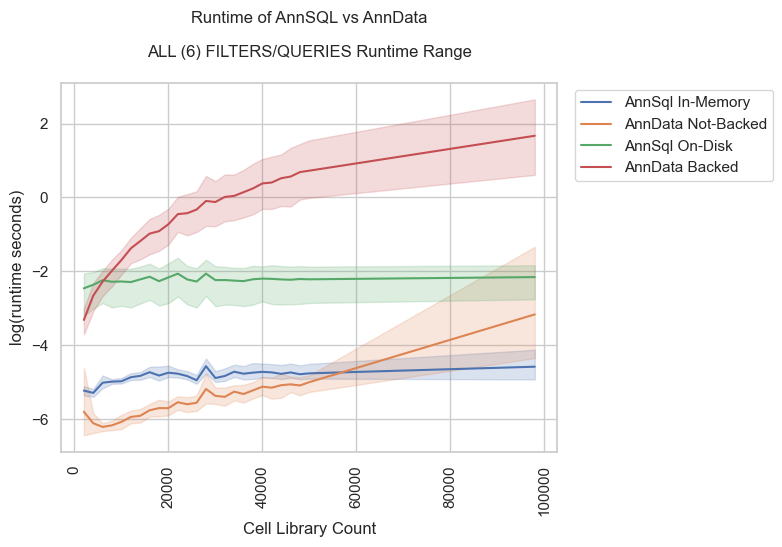 Runtime of AnnSQL vs AnnData
ALL (6) FILTERS/QUERIES Runtime Range
AnnSql In-Memory
AnnData Not-Backed
AnnSql On-Disk
AnnData Backed
log(runtime seconds)
2
0
−2
−4
−6
0
20000
40000
60000
80000
100000
Cell Library Count